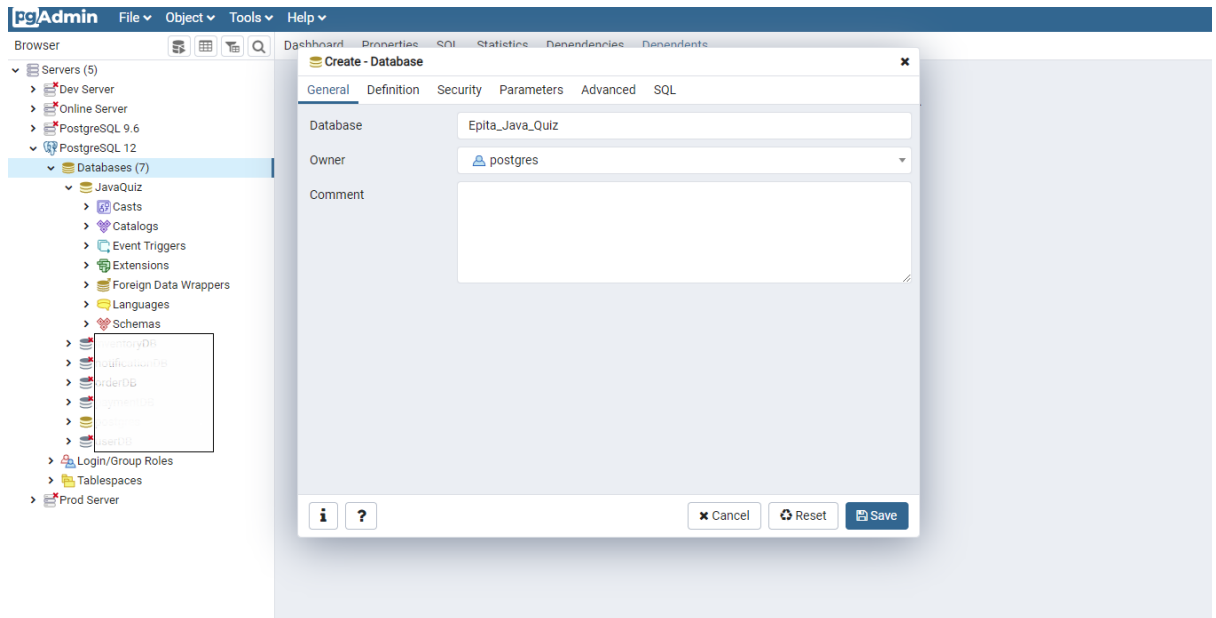 pgAdmin File Object Tools Help
Browser Dashboard Properties SQL Statistics Dependencies Dependents
Servers (5)
Dev Server
Online Server
PostgreSQL 9.6
PostgreSQL 12
Databases (7)
JavaQuiz
Casts
Catalogs
Event Triggers
Extensions
Foreign Data Wrappers
Languages
Schemas
orderDB
Login/Group Roles
Tablespaces
Prod Server
Create - Database
General Definition Security Parameters Advanced SQL
Database Epita_Java_Quiz
Owner postgres
Comment
i ? Cancel Reset Save